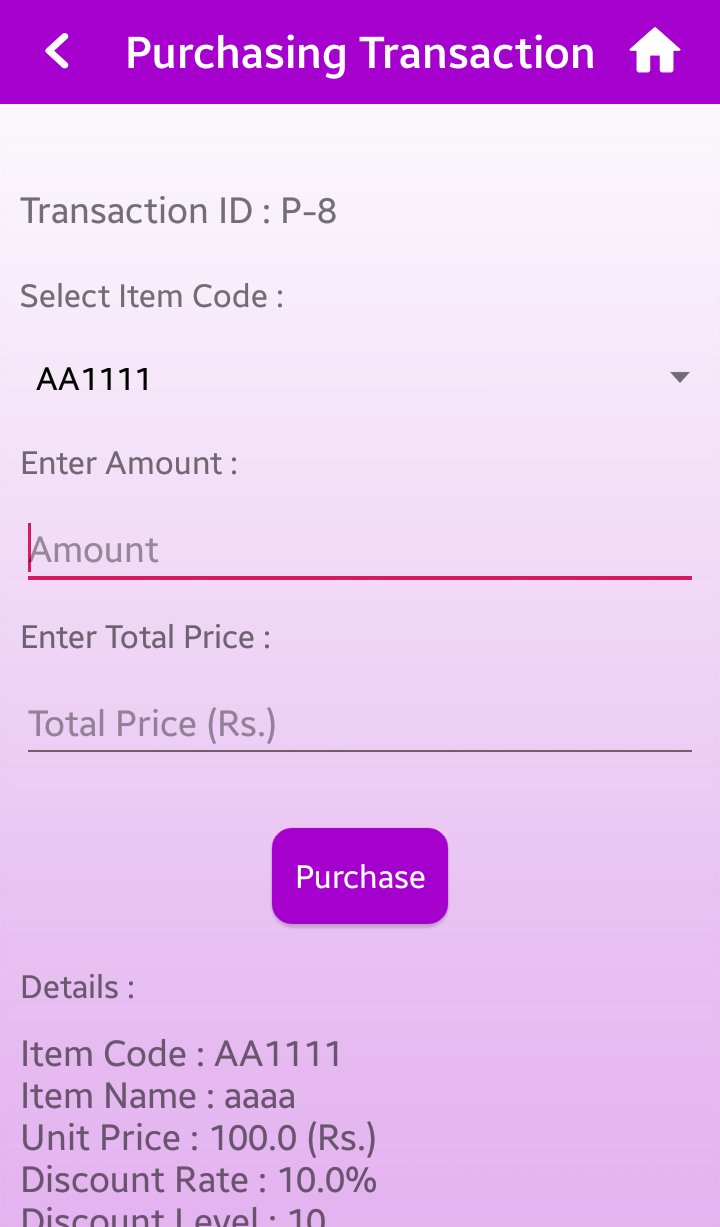 Purchasing Transaction
Transaction ID : P-8
Select Item Code :
AA1111
Enter Amount :
Amount
Enter Total Price :
Total Price (Rs.)
Purchase
Details :
Item Code : AA1111
Item Name : aaaa
Unit Price : 100.0 (Rs.)
Discount Rate : 10.0%
Discount Level : 10